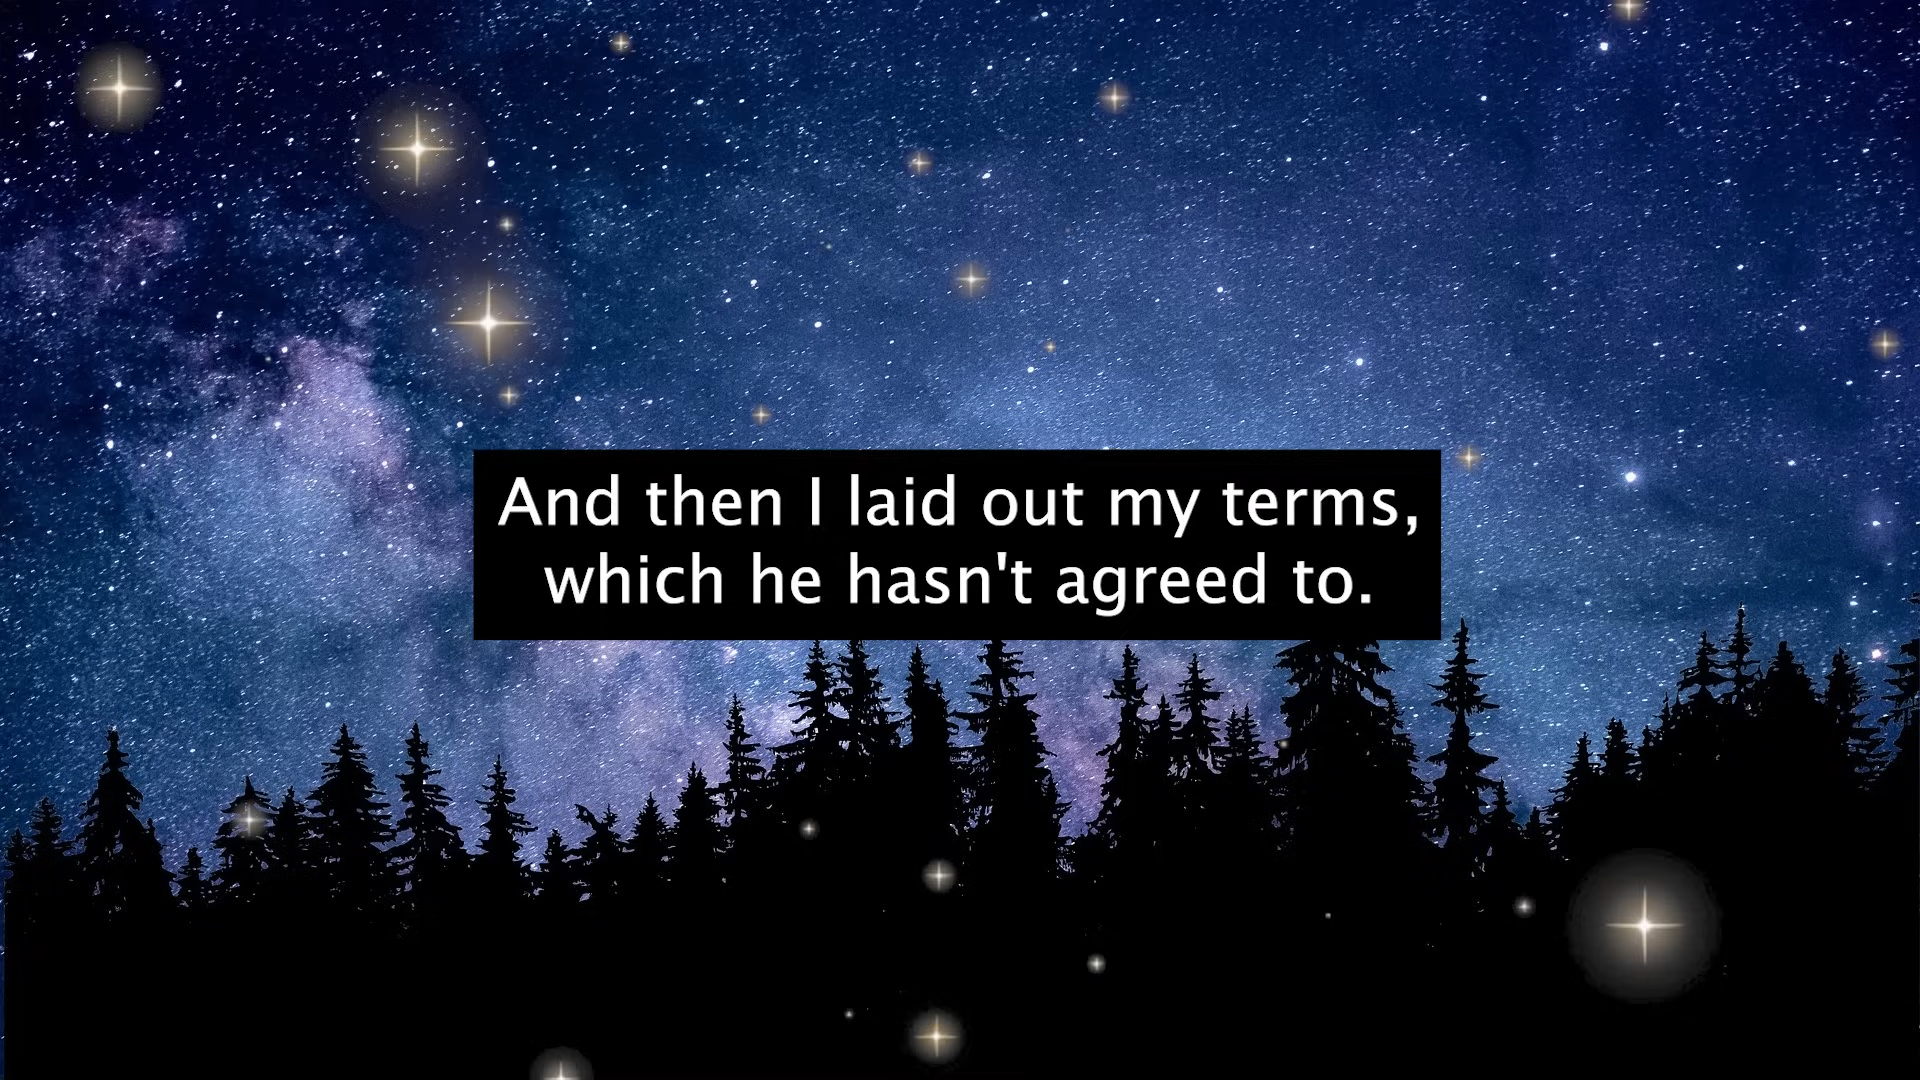 And then I laid out my terms,
which he hasn't agreed to.